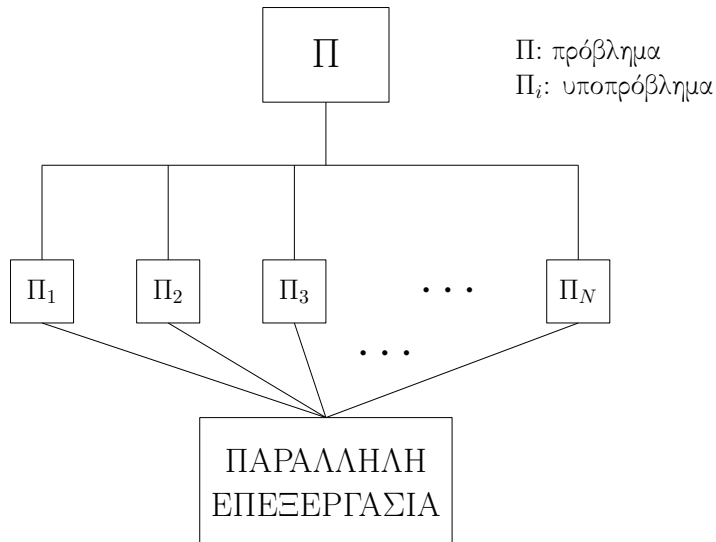 Π
Π: πρόβλημα
Π_i: υποπρόβλημα
Π_1 Π_2 Π_3 · · · Π_N
· · ·
ΠΑΡΑΛΛΗΛΗ
ΕΠΕΞΕΡΓΑΣΙΑ